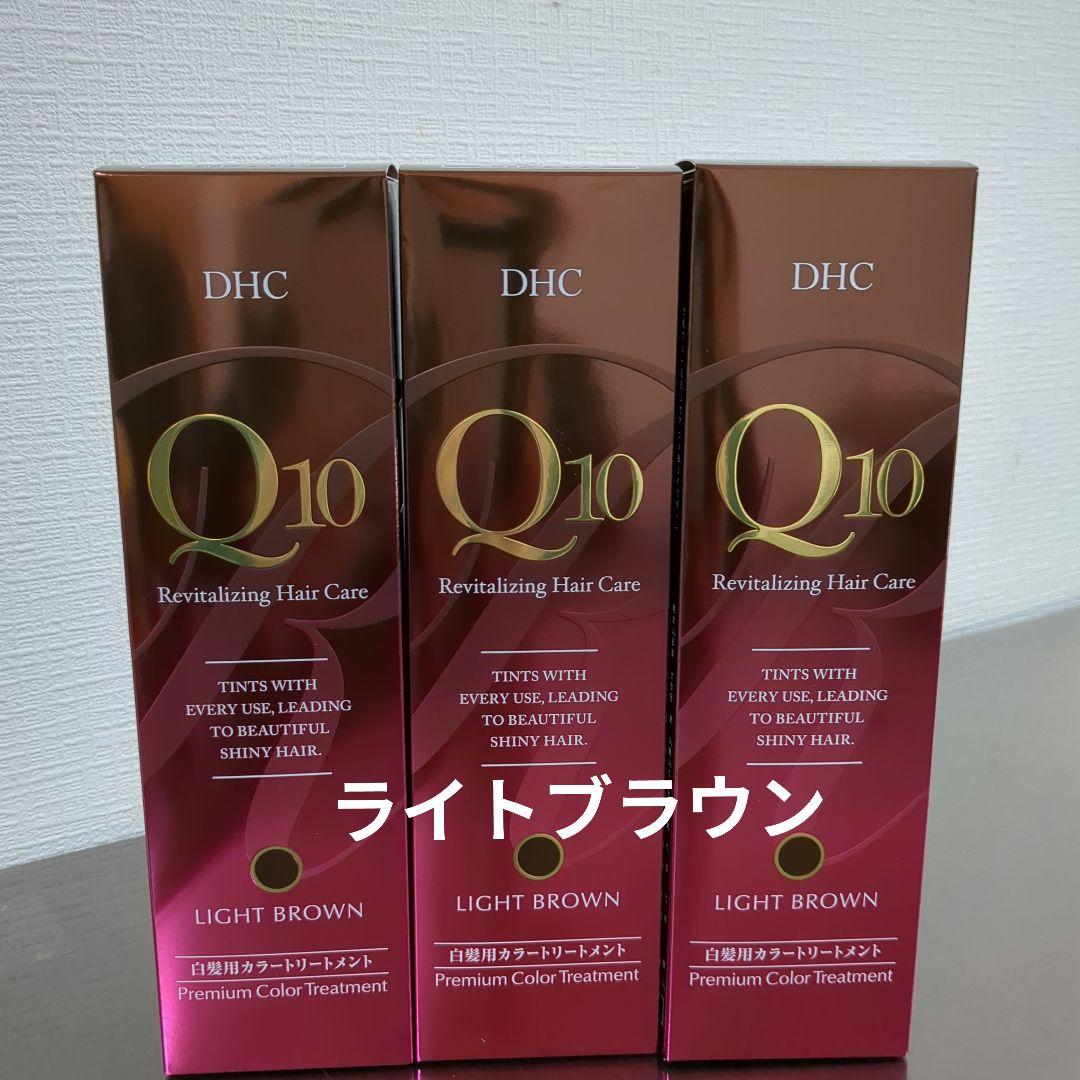 DHC
Q10
Revitalizing Hair Care
TINTS WITH
EVERY USE, LEADING
TO BEAUTIFUL
SHINY HAIR.
LIGHT BROWN
白髪用カラートリートメント
Premium Color Treatment
DHC
Q10
Revitalizing Hair Care
TINTS WITH
EVERY USE, LEADING
TO BEAUTIFUL
SHINY HAIR.
LIGHT BROWN
白髪用カラートリートメント
Premium Color Treatment
DHC
Q10
Revitalizing Hair Care
TINTS WITH
EVERY USE, LEADING
TO BEAUTIFUL
SHINY HAIR.
LIGHT BROWN
白髪用カラートリートメント
Premium Color Treatment
ライトブラウン